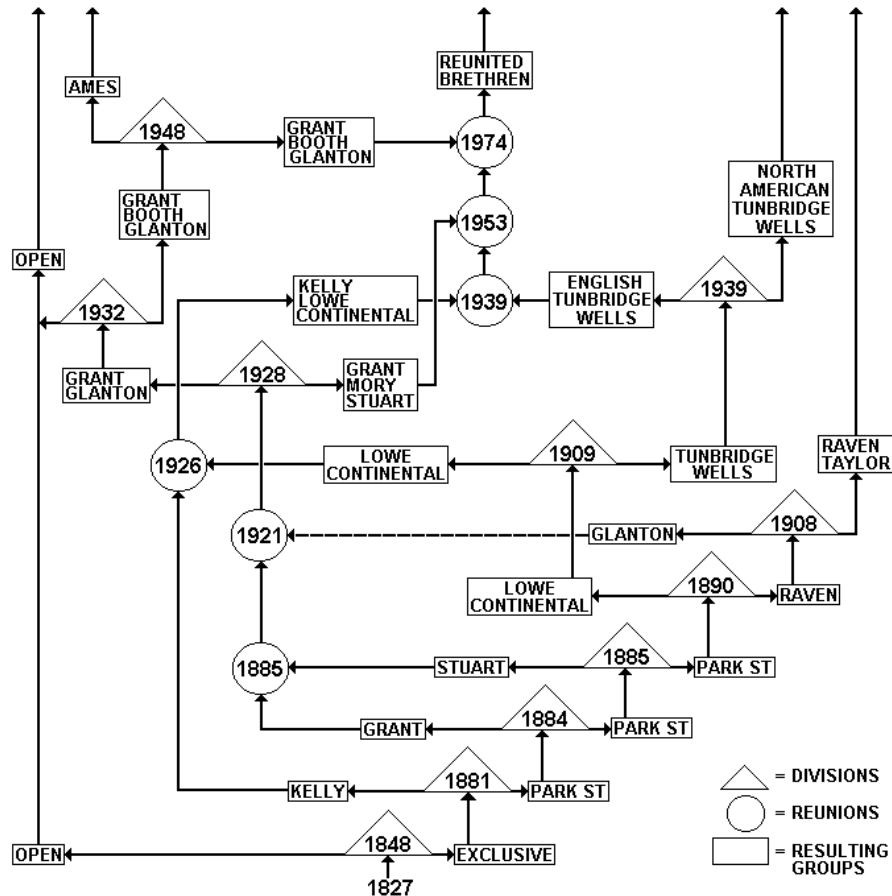 REUNITED
BRETHREN
AMES
1948
GRANT
BOOTH
GLANTON
1974
GRANT
BOOTH
GLANTON
NORTH
AMERICAN
TUNBRIDGE
WELLS
1953
OPEN
KELLY
LOWE
CONTINENTAL
1939
ENGLISH
TUNBRIDGE
WELLS
1939
1932
GRANT
GLANTON
1928
GRANT
MORY
STUART
1926
LOWE
CONTINENTAL
1909
TUNBRIDGE
WELLS
RAVEN
TAYLOR
1921
GLANTON
1908
LOWE
CONTINENTAL
1890
RAVEN
1885
STUART
1885
PARK ST
GRANT
1884
PARK ST
KELLY
1881
PARK ST
OPEN
1848
EXCLUSIVE
1827
= DIVISIONS
= REUNIONS
= RESULTING
GROUPS